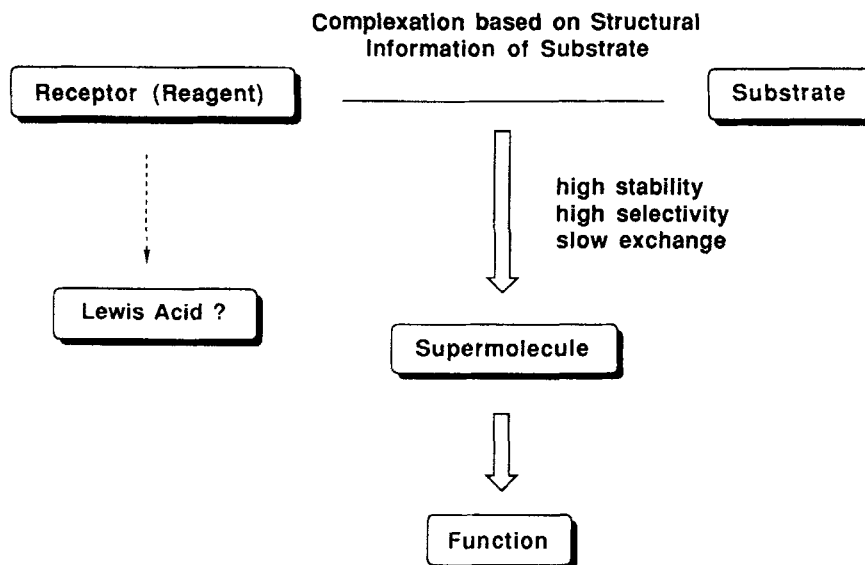 Complexation based on Structural
Information of Substrate
Receptor (Reagent)
Substrate
high stability
high selectivity
slow exchange
Lewis Acid ?
Supermolecule
Function